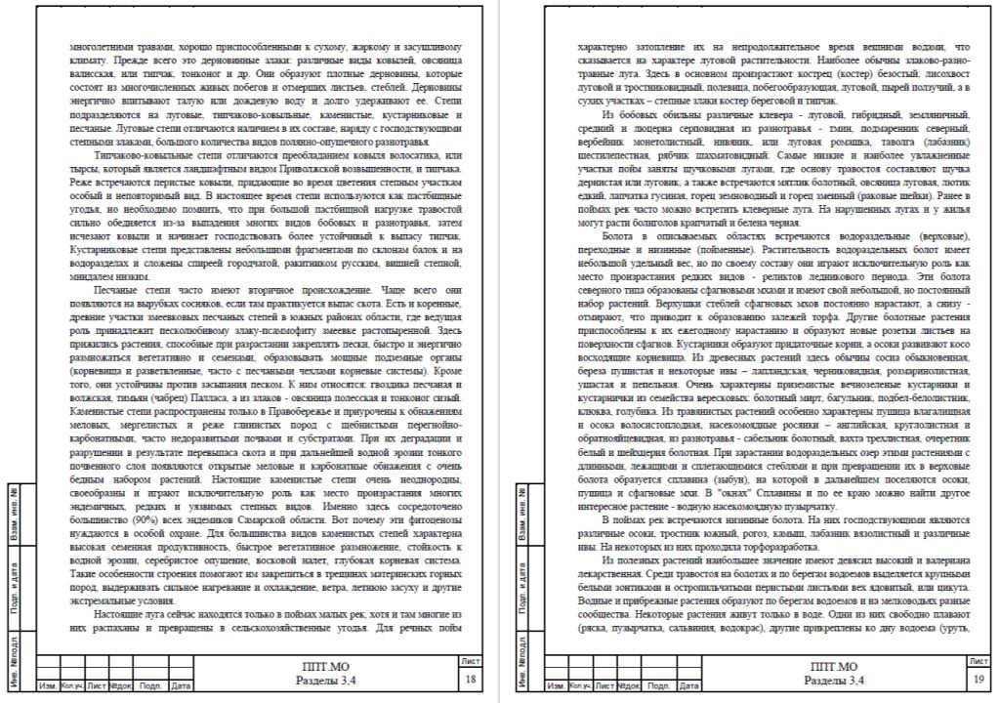 многолетними травами, хорошо приспособленными к сухому, жаркому и засушливому
климату. Прежде всего это дерновинные злаки: различные виды ковылей, овсяница
валисская, или типчак, тонконог и др. Они образуют плотные дерновины, которые
состоят из многочисленных живых побегов и отмерших листьев, стеблей. Дерновины
энергично впитывают талую или дождевую воду и долго удерживают ее. Степи
подразделяются на луговые, типчаково-ковыльные, каменистые, кустарниковые и
песчаные. Луговые степи отличаются наличием в их составе, наряду с господствующими
степными злаками, большого количества видов полянно-опушечного разнотравья.
Типчаково-ковыльные степи отличаются преобладанием ковыля волосатика, или
тырсы, который является ландшафтным видом Приволжской возвышенности, и типчака.
Реже встречаются перистые ковыли, придающие во время цветения степным участкам
особый и неповторимый вид. В настоящее время степи используются как пастбищные
угодья, но необходимо помнить, что при большой пастбищной нагрузке травостой
сильно обедняется из-за выпадения многих видов бобовых и разнотравья, затем
исчезают ковыли и начинает господствовать более устойчивый к выпасу типчак.
Кустарниковые степи представлены небольшими фрагментами по склонам балок и на
водоразделах и сложены спиреей городчатой, ракитником русским, вишней степной,
миндалем низким.
Песчаные степи часто имеют вторичное происхождение. Чаще всего они
появляются на вырубках сосняков, если там практикуется выпас скота. Есть и коренные,
древние участки змеевковых песчаных степей в южных районах области, где ведущая
роль принадлежит песколюбивому злаку-псаммофиту змеевке растопыренной. Здесь
прижились растения, способные при разрастании закреплять пески, быстро и энергично
размножаться вегетативно и семенами, образовывать мощные подземные органы
(корневища и разветвленные, часто с песчаными чехлами корневые системы). Кроме
того, они устойчивы против засыпания песком. К ним относятся: гвоздика песчаная и
волжская, тимьян (чабрец) Палласа, а из злаков - овсяница полесская и тонконог сизый.
Каменистые степи распространены только в Правобережье и приурочены к обнажениям
меловых, мергелистых и реже глинистых пород с щебнистыми перегнойно-
карбонатными, часто недоразвитыми почвами и субстратами. При их деградации и
разрушении в результате перевыпаса скота и при дальнейшей водной эрозии тонкого
почвенного слоя появляются открытые меловые и карбонатные обнажения с очень
бедным набором растений. Настоящие каменистые степи очень неоднородны,
своеобразны и играют исключительную роль как место произрастания многих
эндемичных, редких и уязвимых степных видов. Именно здесь сосредоточено
большинство (90%) всех эндемиков Самарской области. Вот почему эти фитоценозы
нуждаются в особой охране. Для большинства видов каменистых степей характерна
высокая семенная продуктивность, быстрое вегетативное размножение, стойкость к
водной эрозии, серебристое опушение, восковой налет, глубокая корневая система.
Такие особенности строения помогают им закрепиться в трещинах материнских горных
пород, выдерживать сильное нагревание и охлаждение, ветра, летнюю засуху и другие
экстремальные условия.
Настоящие луга сейчас находятся только в поймах малых рек, хотя и там многие из
них распаханы и превращены в сельскохозяйственные угодья. Для речных пойм
Взам. инв. №
Подп. и дата
Инв. №подл.
Изм. Кол.уч. Лист №док Подп. Дата
ППТ.МО
Разделы 3,4
Лист
18
характерно затопление их на непродолжительное время вешними водами, что
сказывается на характере луговой растительности. Наиболее обычны злаково-разно-
травные луга. Здесь в основном произрастают кострец (костер) безостый, лисохвост
луговой и тростниковидный, полевица, побегообразующая, луговой, пырей ползучий, а в
сухих участках – степные злаки костер береговой и типчак.
Из бобовых обильны различные клевера - луговой, гибридный, земляничный,
средний и люцерна серповидная из разнотравья - тмин, подмаренник северный,
вербейник монетолистный, нивяник, или луговая ромашка, таволга (лабазник)
шестилепестная, рябчик шахматовидный. Самые низкие и наиболее увлажненные
участки пойм заняты щучковыми лугами, где основу травостоя составляют щучка
дернистая или луговик, а также встречаются мятлик болотный, овсяница луговая, лютик
едкий, лапчатка гусиная, горец земноводный и горец змеиный (раковые шейки). Ранее в
поймах рек часто можно встретить клеверные луга. На нарушенных лугах и у жилья
могут расти болиголов крапчатый и белена черная.
Болота в описываемых областях встречаются водораздельные (верховые),
переходные и низинные (пойменные). Растительность водораздельных болот имеет
небольшой удельный вес, но по своему составу они играют исключительную роль как
место произрастания редких видов - реликтов ледникового периода. Эти болота
северного типа образованы сфагновыми мхами и имеют свой небольшой, но постоянный
набор растений. Верхушки стеблей сфагновых мхов постоянно нарастают, а снизу -
отмирают, что приводит к образованию залежей торфа. Другие болотные растения
приспособлены к их ежегодному нарастанию и образуют новые розетки листьев на
поверхности сфагнов. Кустарники образуют придаточные корни, а осоки развивают косо
восходящие корневища. Из древесных растений здесь обычны сосна обыкновенная,
береза пушистая и некоторые ивы – лапландская, черниковидная, розмаринолистная,
ушастая и пепельная. Очень характерны приземистые вечнозеленые кустарники и
кустарнички из семейства вересковых: болотный мирт, багульник, подбел-белолистник,
клюква, голубика. Из травянистых растений особенно характерны пушица влагалищная
и осока волосистоплодная, насекомоядные росянки – английская, круглолистная и
обратнояйцевидная, из разнотравья - сабельник болотный, вахта трехлистная, очеретник
белый и шейхцерия болотная. При зарастании водораздельных озер этими растениями с
длинными, лежащими и сплетающимися стеблями и при превращении их в верховые
болота образуется сплавина (зыбун), на которой в дальнейшем поселяются осоки,
пушица и сфагновые мхи. В "окнах" Сплавины и по ее краю можно найти другое
интересное растение - водную насекомоядную пузырчатку.
В поймах рек встречаются низинные болота. На них господствующими являются
различные осоки, тростник южный, рогоз, камыш, лабазник вязолистный и различные
ивы. На некоторых из них проходила торфоразработка.
Из полезных растений наибольшее значение имеют девясил высокий и валериана
лекарственная. Среди травостоя на болотах и по берегам водоемов выделяется крупными
белыми зонтиками и остропильчатыми перистыми листьями вех ядовитый, или цикута.
Водные и прибрежные растения образуют по берегам водоемов и на мелководьях разные
сообщества. Некоторые растения живут только в воде. Одни из них свободно плавают
(ряска, пузырчатка, сальвиния, водокрас), другие прикреплены ко дну водоема (уруть,
Взам. инв. №
Подп. и дата
Инв. №подл.
Изм. Кол.уч. Лист №док Подп. Дата
ППТ.МО
Разделы 3,4
Лист
19